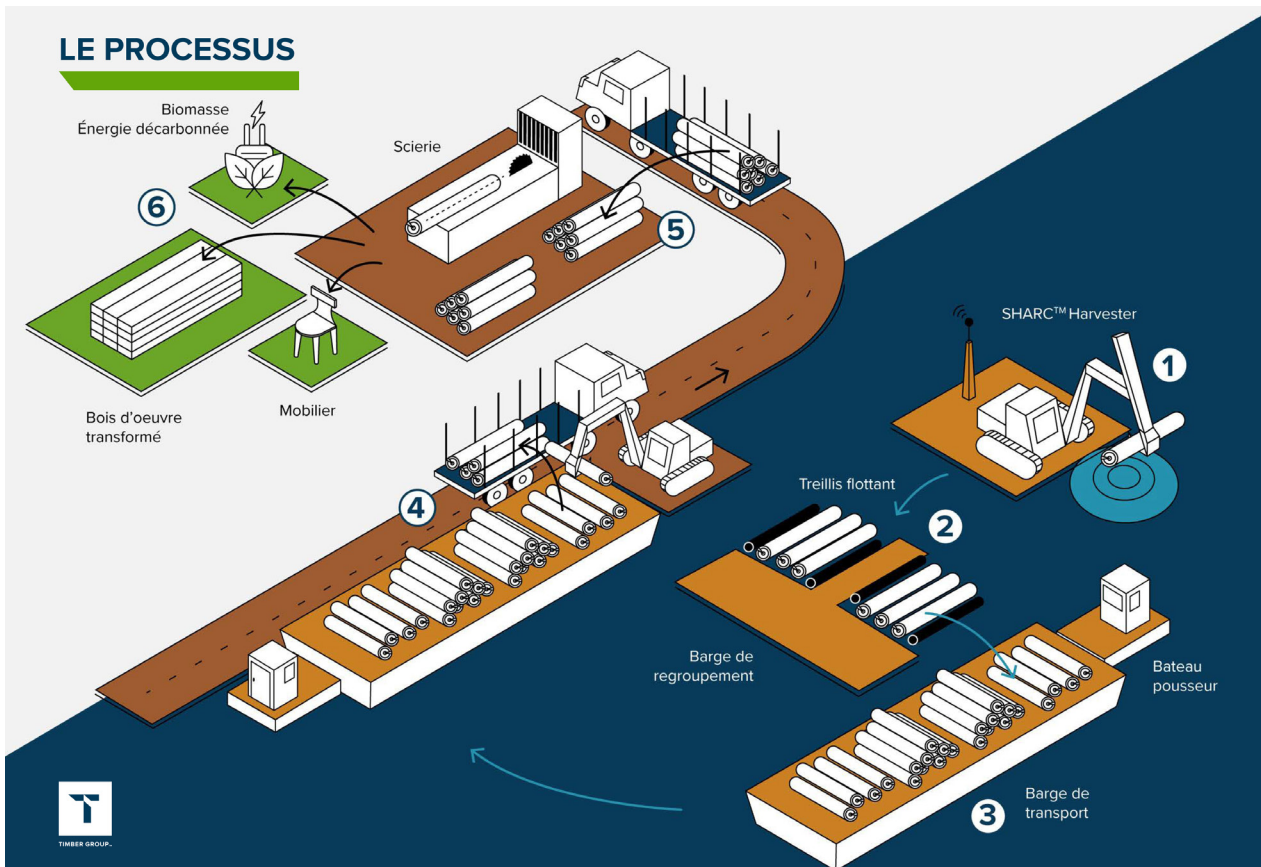 LE PROCESSUS
Biomasse
Énergie décarbonnée
Scierie
6
5
SHARC™ Harvester
1
Bois d'oeuvre
transformé
Mobilier
4
Treillis flottant
2
Barge de
regroupement
Bateau
pousseur
3
Barge de
transport
T
TIMBER GROUP™